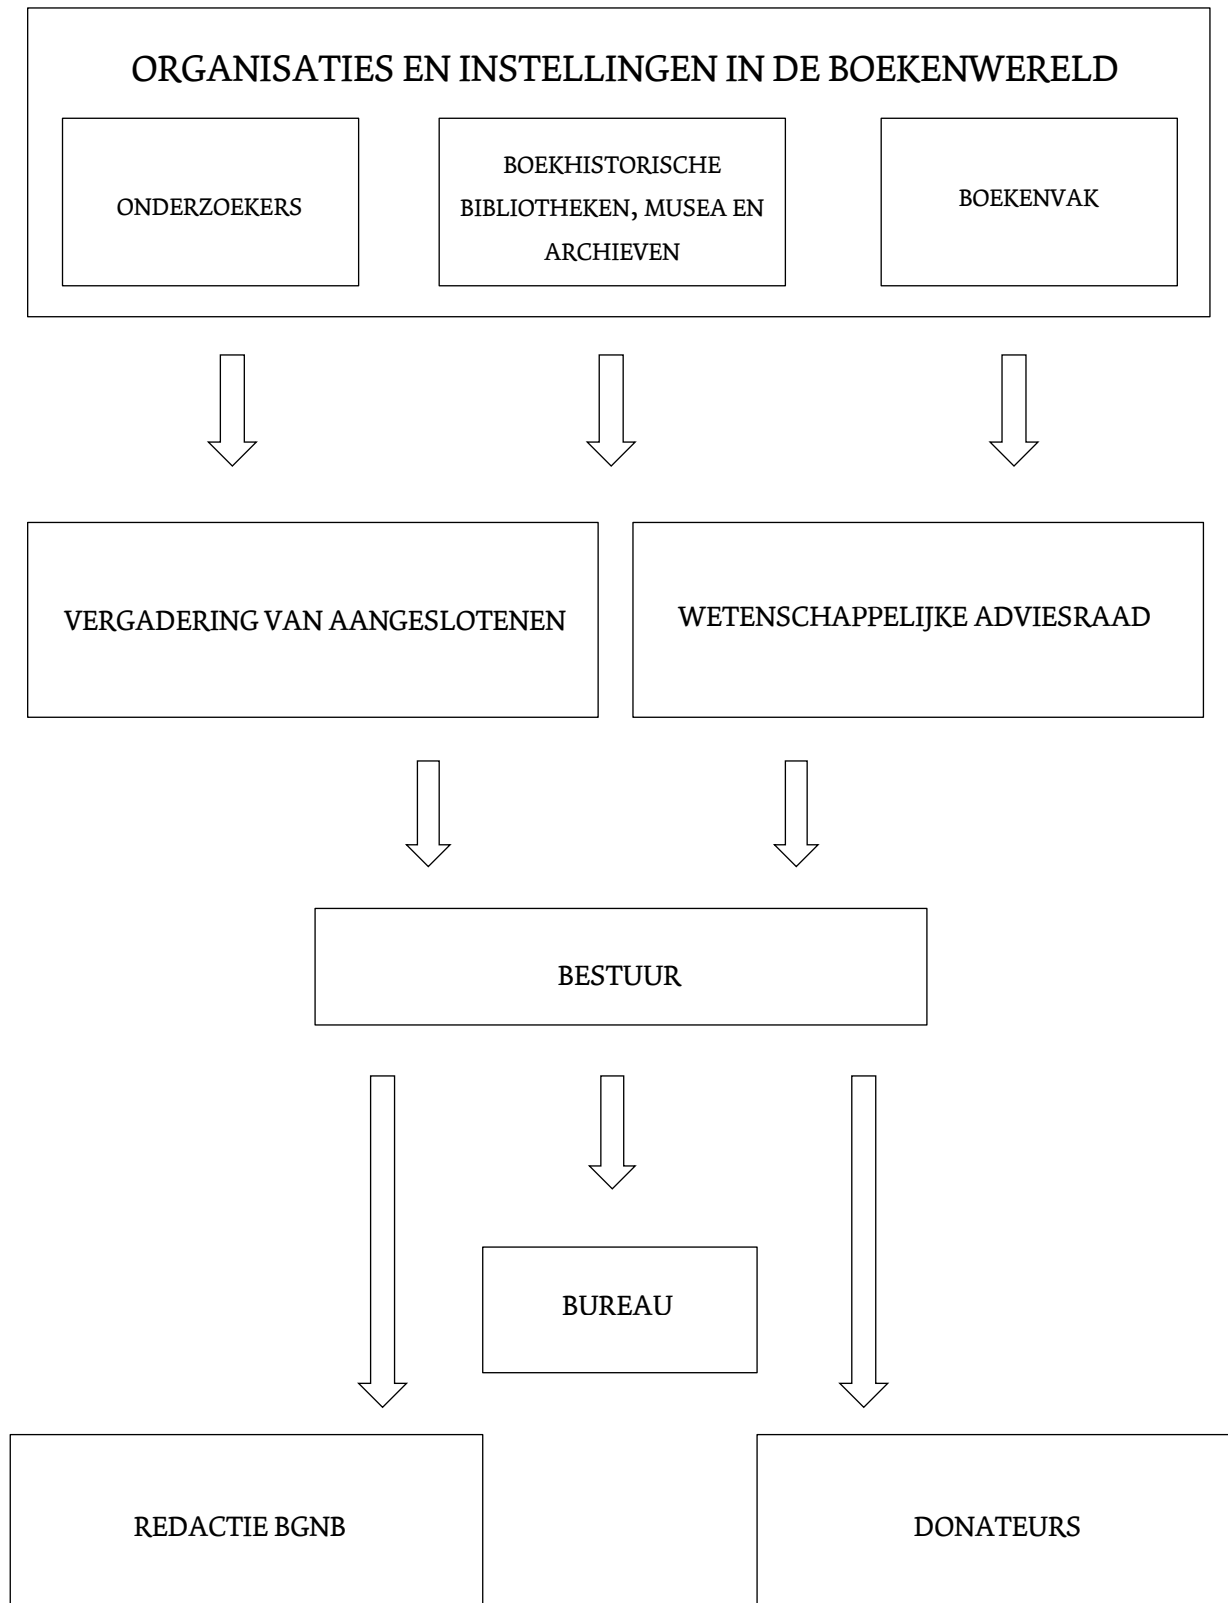 ORGANISATIES EN INSTELLINGEN IN DE BOEKENWERELD
ONDERZOEKERS
BOEKHISTORISCHE
BIBLIOTHEKEN, MUSEA EN
ARCHIEVEN
BOEKENVAK
VERGADERING VAN AANGESLOTENEN
WETENSCHAPPELIJKE ADVIESRAAD
BESTUUR
BUREAU
REDACTIE BGNB
DONATEURS